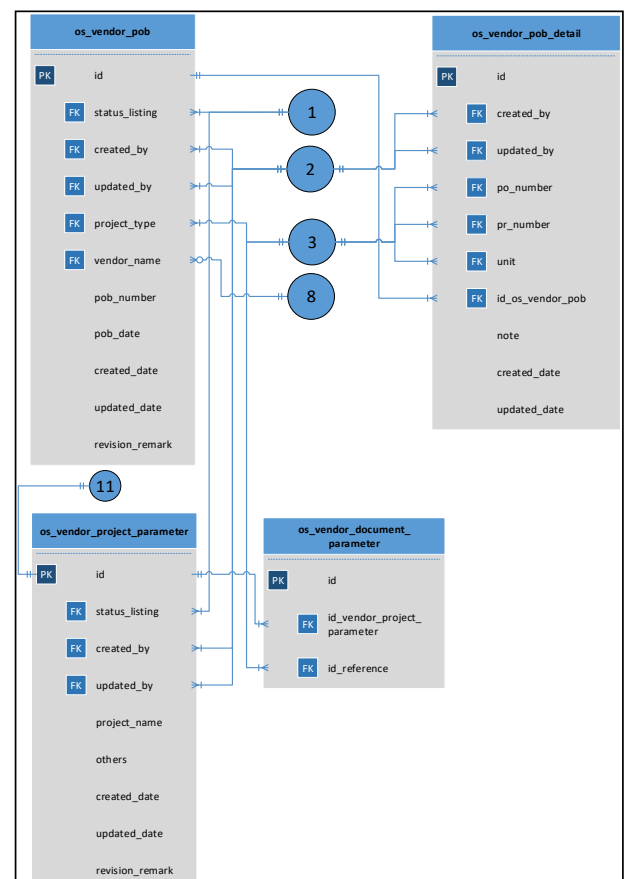 os_vendor_pob
PK id
FK status_listing
FK created_by
FK updated_by
FK project_type
FK vendor_name
pob_number
pob_date
created_date
updated_date
revision_remark
1
2
3
8
os_vendor_pob_detail
PK id
FK created_by
FK updated_by
FK po_number
FK pr_number
FK unit
FK id_os_vendor_pob
note
created_date
updated_date
11
os_vendor_project_parameter
PK id
FK status_listing
FK created_by
FK updated_by
project_name
others
created_date
updated_date
revision_remark
os_vendor_document_
parameter
PK id
FK id_vendor_project_
parameter
FK id_reference